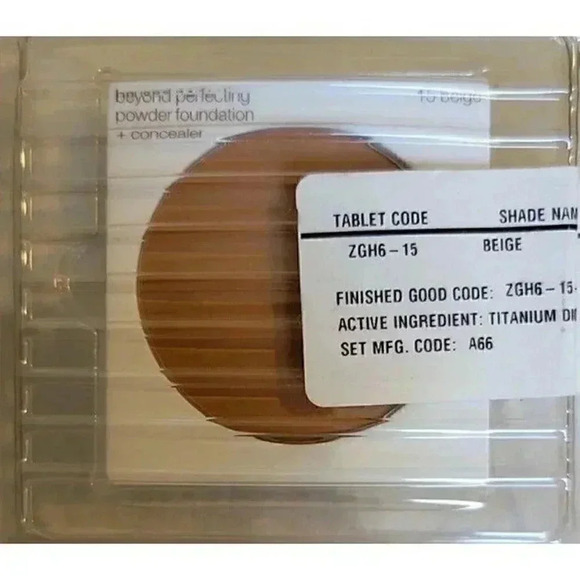 beyond perfecting 15 beige
powder foundation
+ concealer
TABLET CODE SHADE NAM
ZGH6-15 BEIGE
FINISHED GOOD CODE: ZGH6-15-
ACTIVE INGREDIENT: TITANIUM DI
SET MFG. CODE: A66